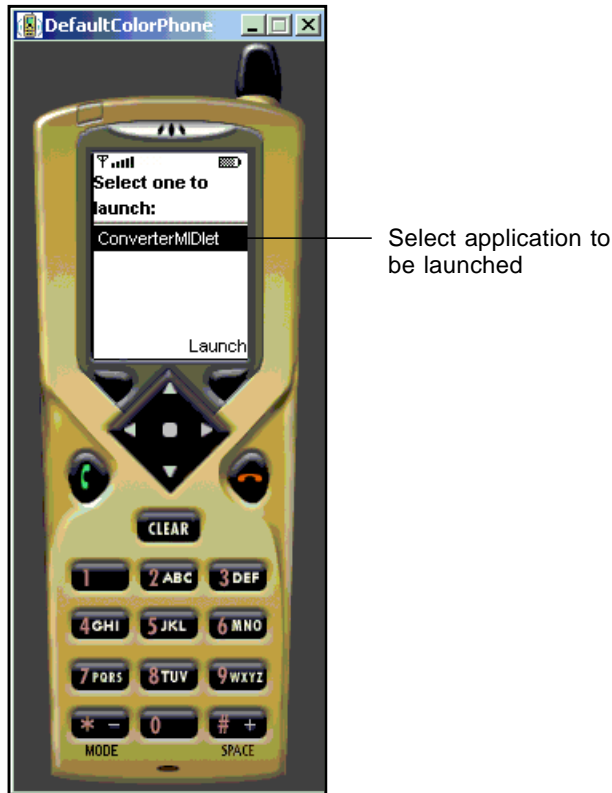 DefaultColorPhone
Select one to
launch:
ConverterMIDlet
Launch
Select application to
be launched
CLEAR
1 2 ABC 3 DEF
4 GHI 5 JKL 6 MNO
7 PQRS 8 TUV 9 WXYZ
* - 0 # +
MODE SPACE